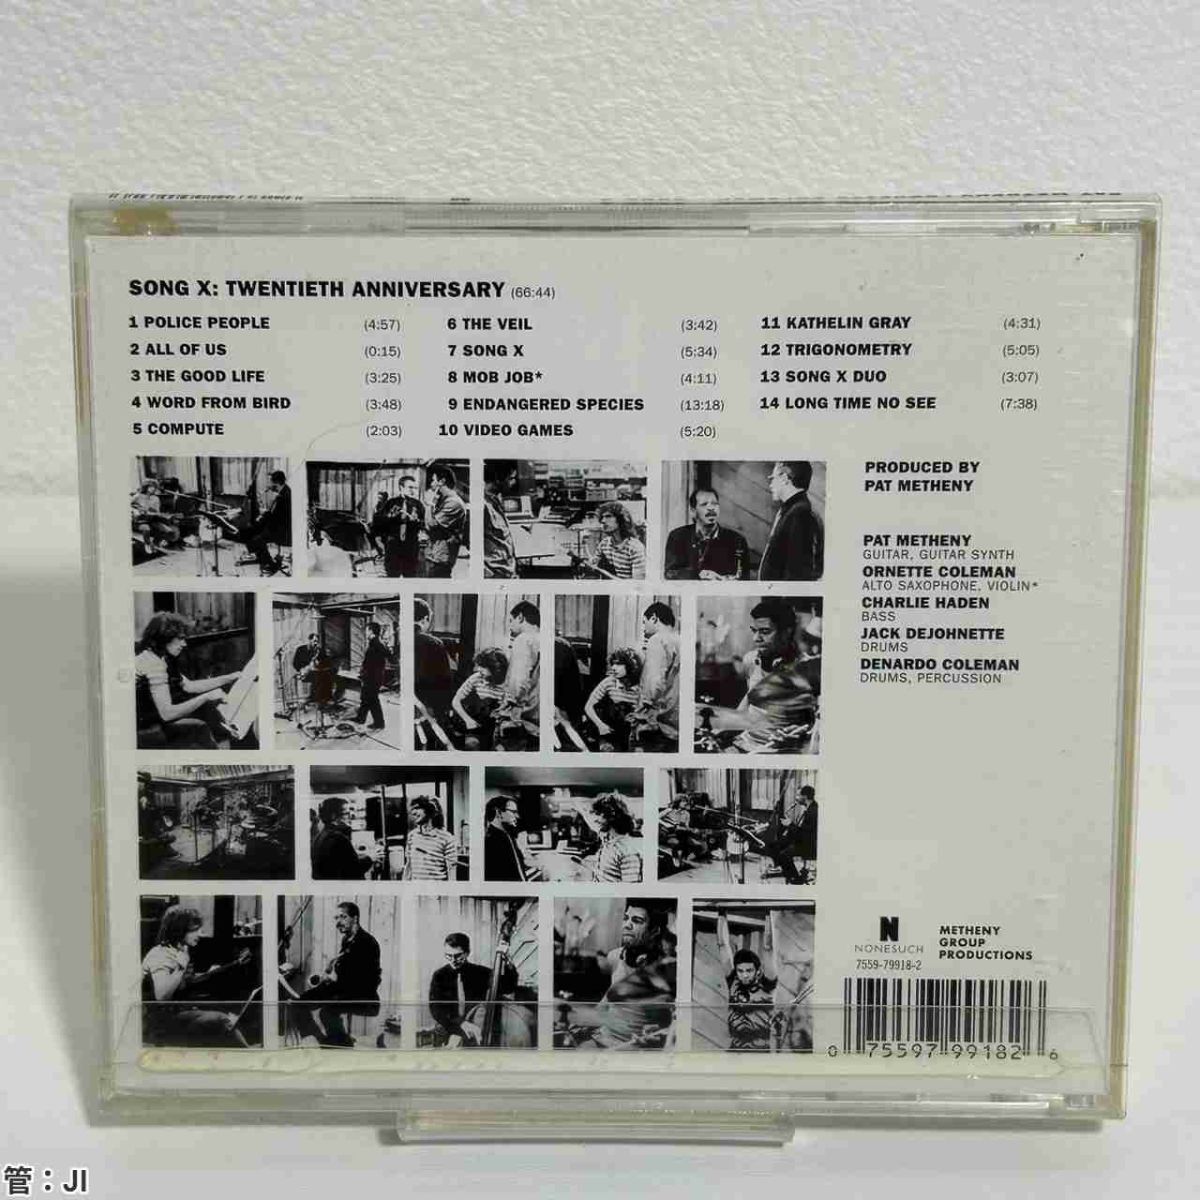 SONG X: TWENTIETH ANNIVERSARY (66:44)
1 POLICE PEOPLE (4:57)
2 ALL OF US (0:15)
3 THE GOOD LIFE (3:25)
4 WORD FROM BIRD (3:48)
5 COMPUTE (2:03)
6 THE VEIL (3:42)
7 SONG X (5:34)
8 MOB JOB* (4:11)
9 ENDANGERED SPECIES (13:18)
10 VIDEO GAMES (5:20)
11 KATHELIN GRAY (4:31)
12 TRIGONOMETRY (5:05)
13 SONG X DUO (3:07)
14 LONG TIME NO SEE (7:38)
PRODUCED BY
PAT METHENY
PAT METHENY
GUITAR, GUITAR SYNTH
ORNETTE COLEMAN
ALTO SAXOPHONE, VIOLIN*
CHARLIE HADEN
BASS
JACK DEJOHNETTE
DRUMS
DENARDO COLEMAN
DRUMS, PERCUSSION
N
NONESUCH
7559-79918-2
METHENY
GROUP
PRODUCTIONS
0 75597 99182 6
管：JI